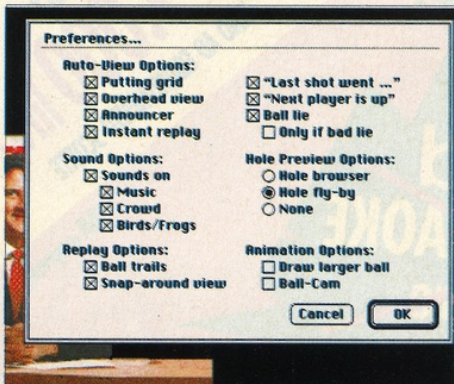 Preferences...
Auto-View Options:
Putting grid
Overhead view
Announcer
Instant replay
"Last shot went ..."
"Next player is up"
Ball lie
Only if bad lie
Sound Options:
Sounds on
Music
Crowd
Birds/Frogs
Hole Preview Options:
Hole browser
Hole fly-by
None
Replay Options:
Ball trails
Snap-around view
Animation Options:
Draw larger ball
Ball-Cam
Cancel
OK